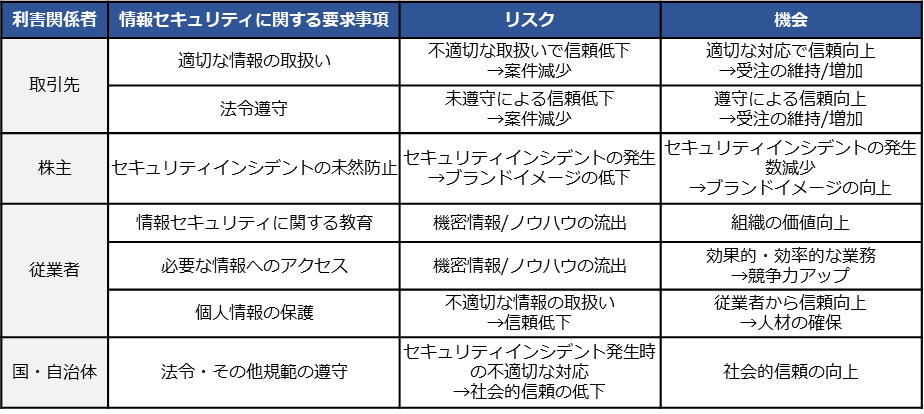 利害関係者 情報セキュリティに関する要求事項 リスク 機会
取引先
適切な情報の取扱い
不適切な取扱いで信頼低下
→案件減少
適切な対応で信頼向上
→受注の維持/増加
法令遵守
未遵守による信頼低下
→案件減少
遵守による信頼向上
→受注の維持/増加
株主
セキュリティインシデントの未然防止
セキュリティインシデントの発生
→ブランドイメージの低下
セキュリティインシデントの発生
数減少
→ブランドイメージの向上
従業者
情報セキュリティに関する教育
機密情報/ノウハウの流出
組織の価値向上
必要な情報へのアクセス
機密情報/ノウハウの流出
効果的・効率的な業務
→競争力アップ
個人情報の保護
不適切な情報の取扱い
→信頼低下
従業者から信頼向上
→人材の確保
国・自治体
法令・その他規範の遵守
セキュリティインシデント発生時
の不適切な対応
→社会的信頼の低下
社会的信頼の向上